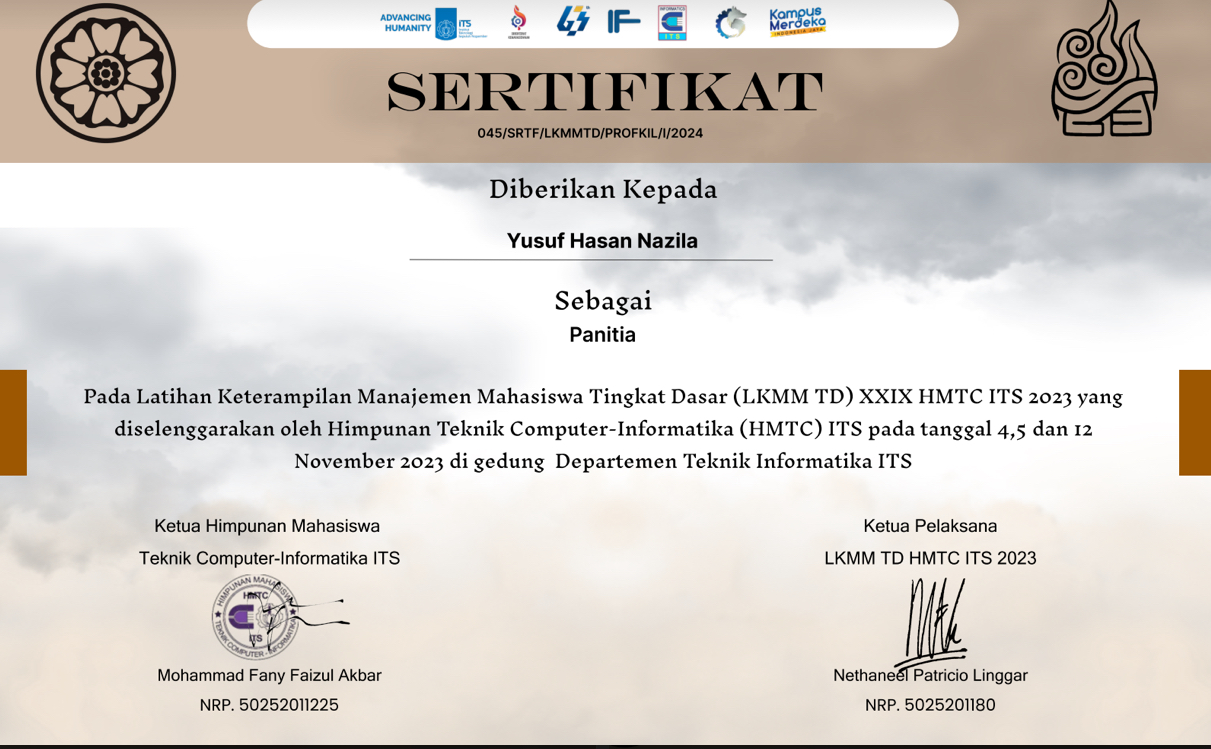 ADVANCING
HUMANITY
ITS
IF
INFORMATICS
ITS
Kampus
Merdeka
INDONESIA JAYA
SERTIFIKAT
045/SRTF/LKMMTD/PROFKIL/I/2024
Diberikan Kepada
Yusuf Hasan Nazila
Sebagai
Panitia
Pada Latihan Keterampilan Manajemen Mahasiswa Tingkat Dasar (LKMM TD) XXIX HMTC ITS 2023 yang
diselenggarakan oleh Himpunan Teknik Computer-Informatika (HMTC) ITS pada tanggal 4,5 dan 12
November 2023 di gedung Departemen Teknik Informatika ITS
Ketua Himpunan Mahasiswa
Teknik Computer-Informatika ITS
HIMPUNAN MAHASISWA
HMTC
ITS
TEKNIK COMPUTER - INFORMATIKA
Mohammad Fany Faizul Akbar
NRP. 50252011225
Ketua Pelaksana
LKMM TD HMTC ITS 2023
Nethaneel Patricio Linggar
NRP. 5025201180